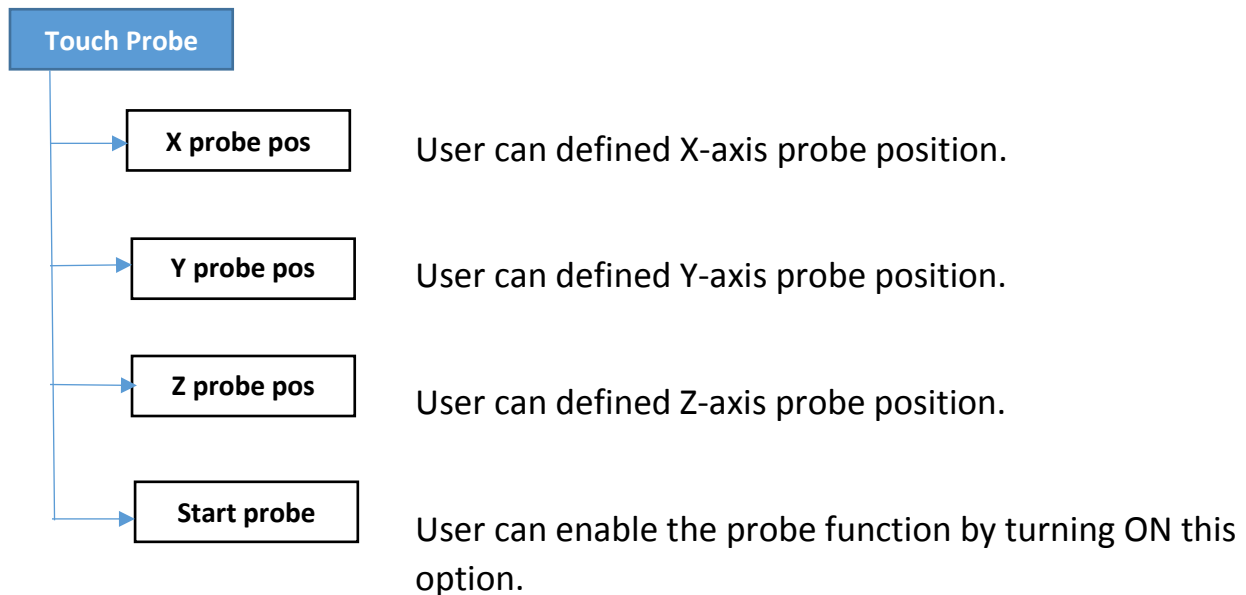 Touch Probe
X probe pos
User can defined X-axis probe position.
Y probe pos
User can defined Y-axis probe position.
Z probe pos
User can defined Z-axis probe position.
Start probe
User can enable the probe function by turning ON this
option.